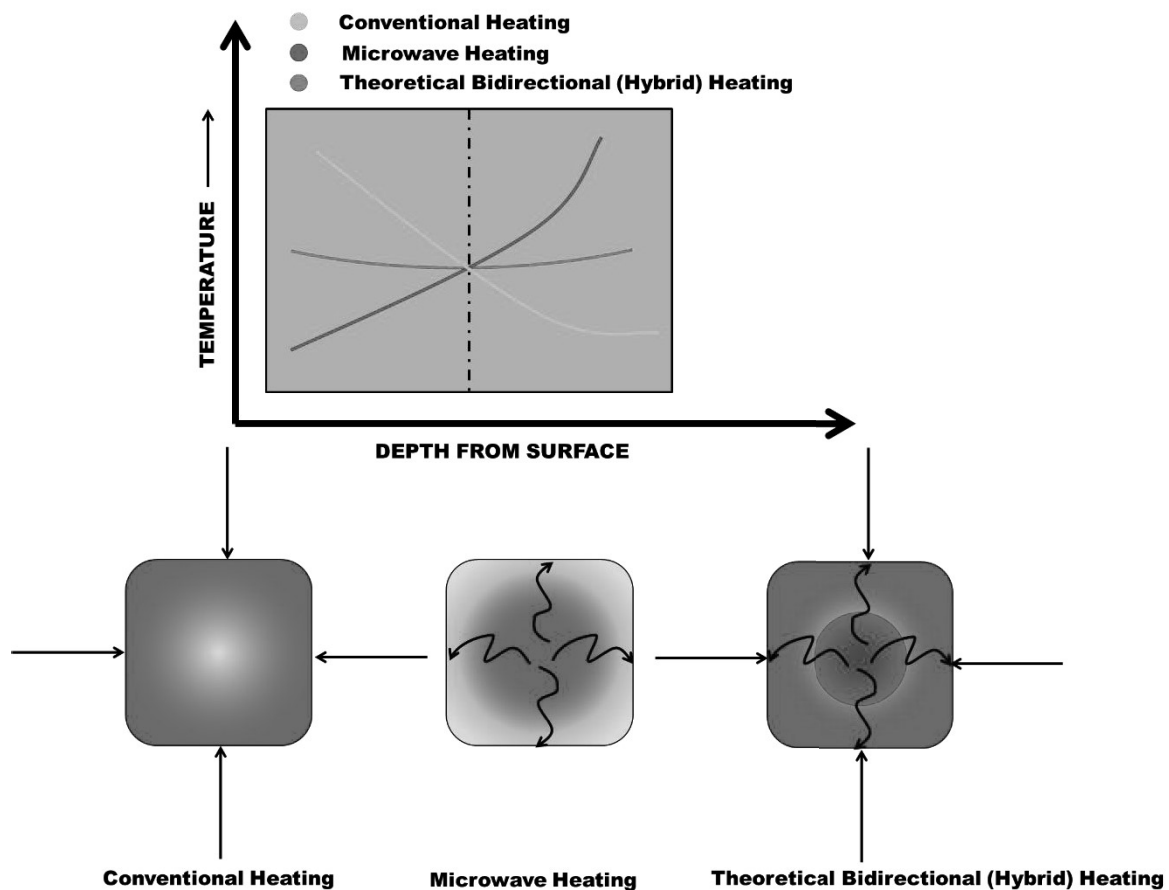 Conventional Heating
Microwave Heating
Theoretical Bidirectional (Hybrid) Heating
TEMPERATURE
DEPTH FROM SURFACE
Conventional Heating
Microwave Heating
Theoretical Bidirectional (Hybrid) Heating